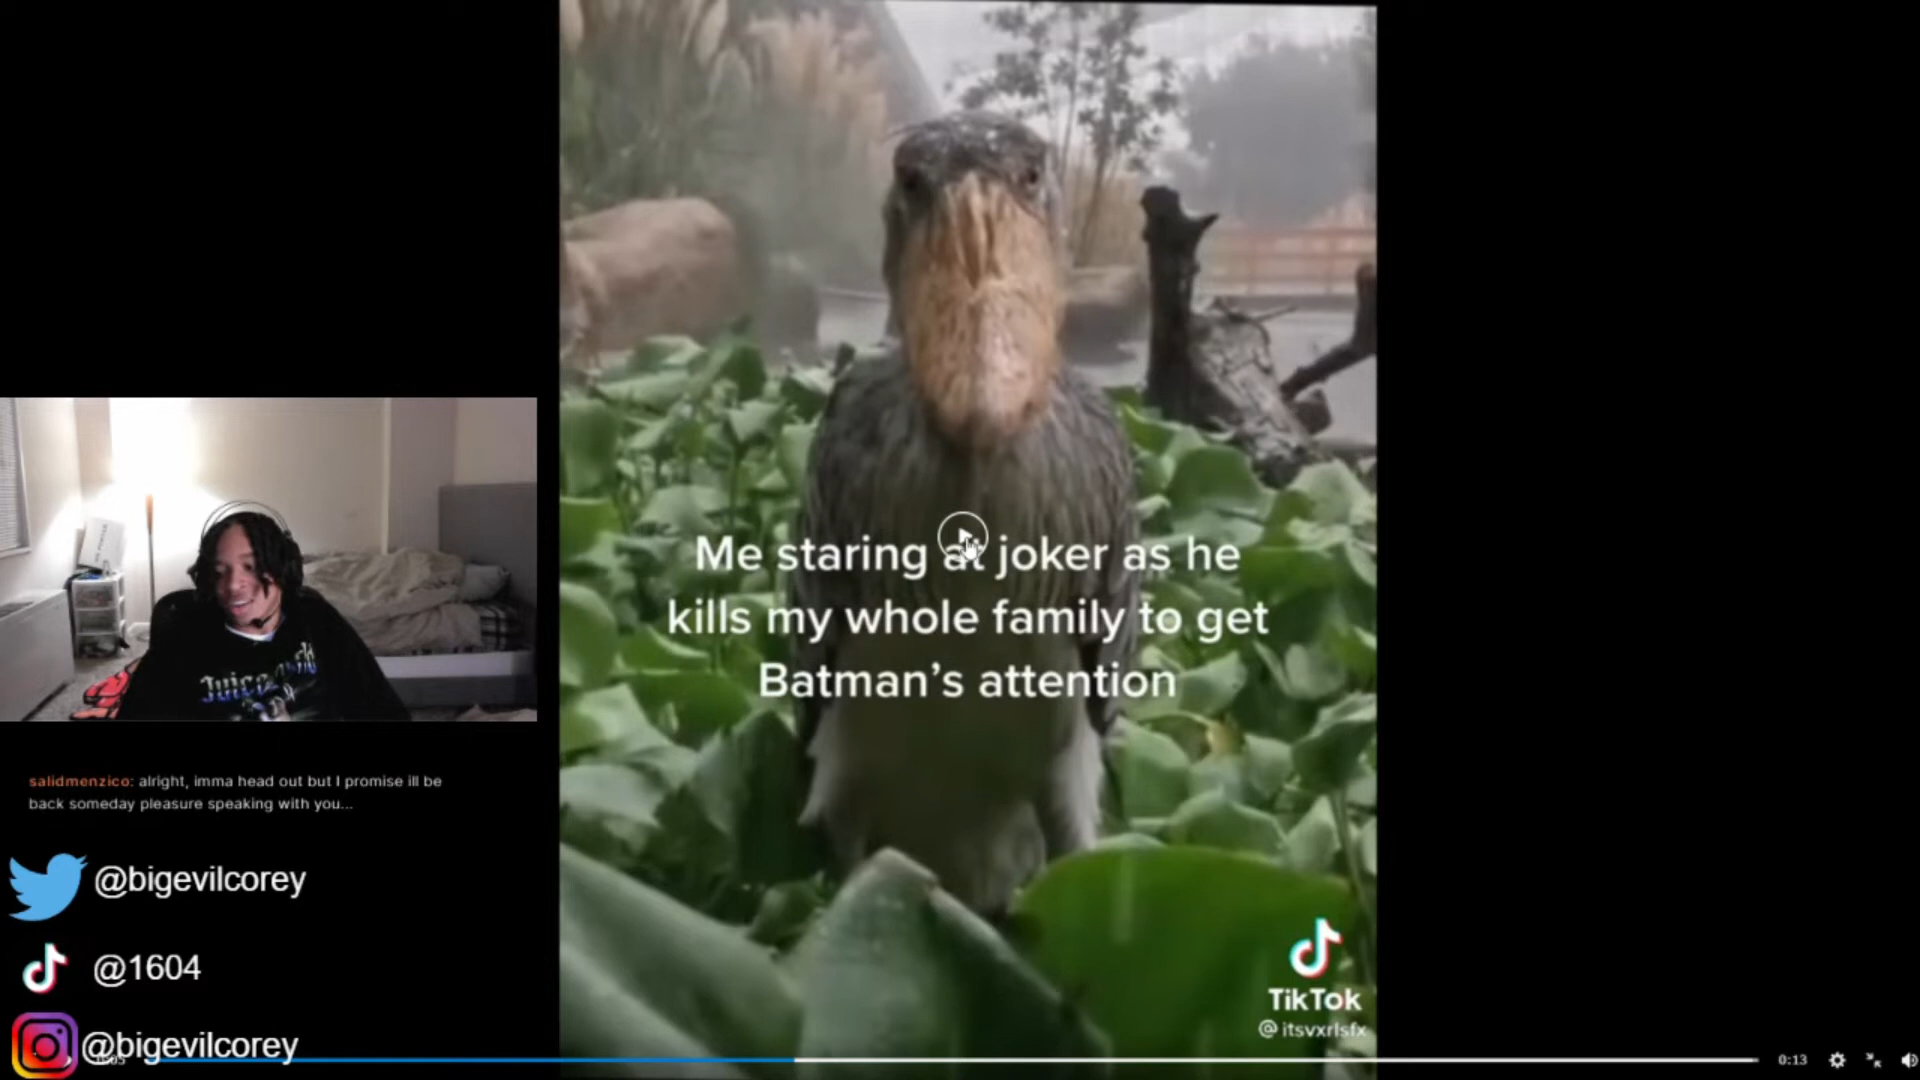 Me staring at joker as he
kills my whole family to get
Batman’s attention
salidmenzico: alright, imma head out but I promise ill be
back someday pleasure speaking with you...
@bigevilcorey
@1604
@bigevilcorey
TikTok
@itsvxrlsfx
0:13